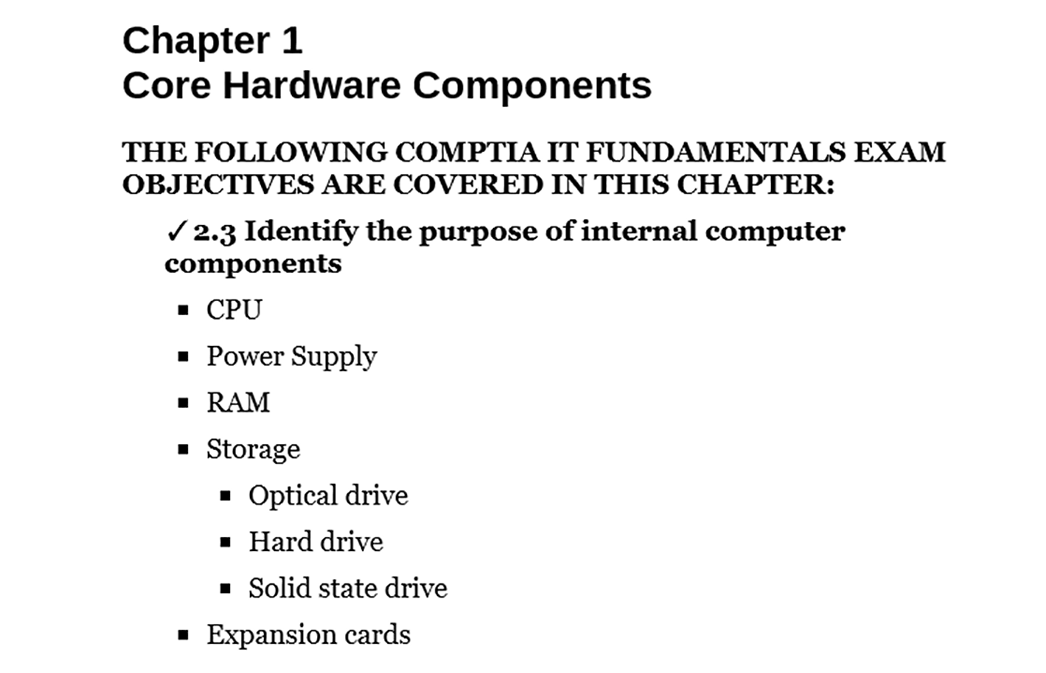 Chapter 1
Core Hardware Components
THE FOLLOWING COMPTIA IT FUNDAMENTALS EXAM
OBJECTIVES ARE COVERED IN THIS CHAPTER:
✓2.3 Identify the purpose of internal computer
components
▪ CPU
▪ Power Supply
▪ RAM
▪ Storage
▪ Optical drive
▪ Hard drive
▪ Solid state drive
▪ Expansion cards